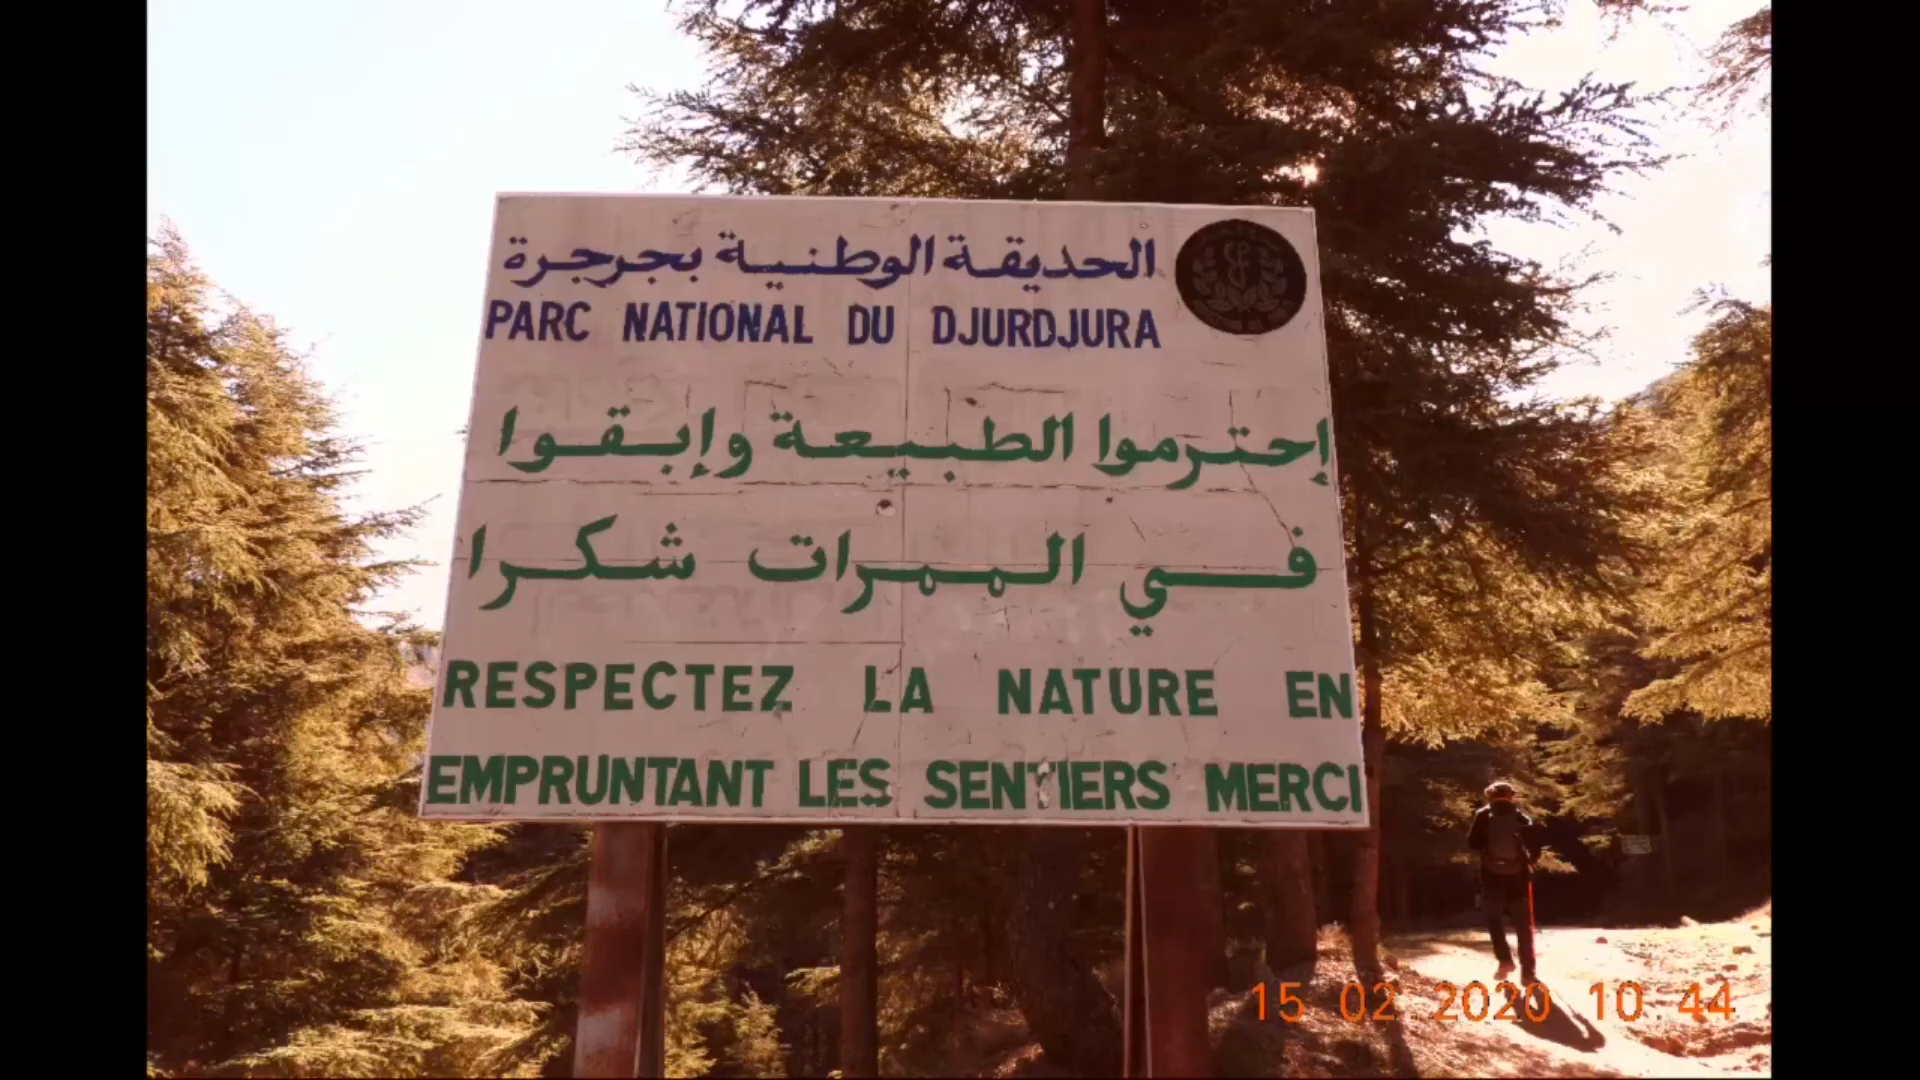 الحديقة الوطنية بجرجرة
PARC NATIONAL DU DJURDJURA
إحترموا الطبيعة وإبقوا
في الممرات شكرا
RESPECTEZ LA NATURE EN
EMPRUNTANT LES SENTIERS MERCI
15 02 2020 10 44